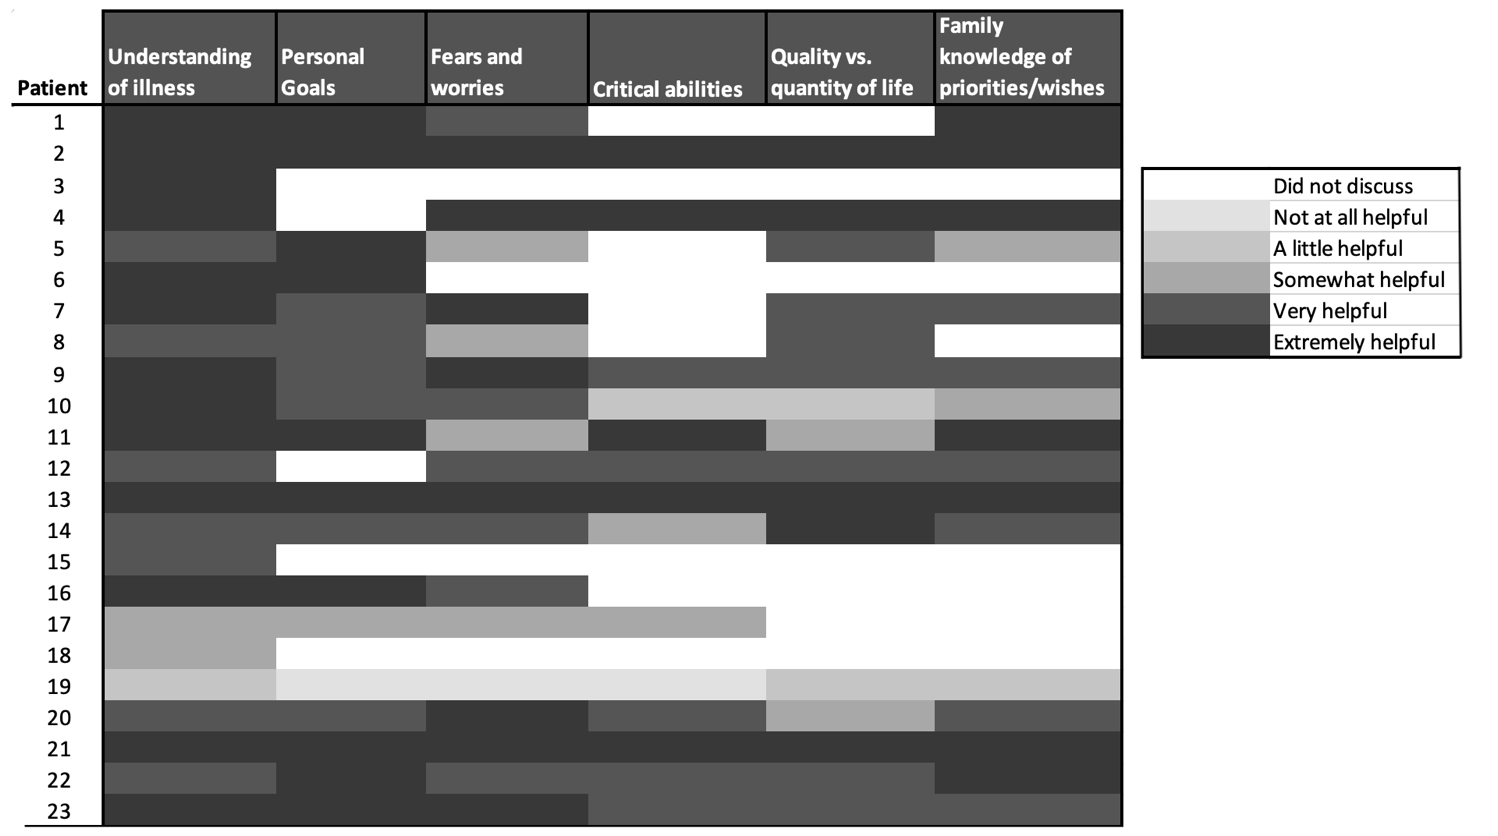 Patient
Understanding
of illness
Personal
Goals
Fears and
worries
Critical abilities
Quality vs.
quantity of life
Family
knowledge of
priorities/wishes
1
2
3
4
5
6
7
8
9
10
11
12
13
14
15
16
17
18
19
20
21
22
23
Did not discuss
Not at all helpful
A little helpful
Somewhat helpful
Very helpful
Extremely helpful